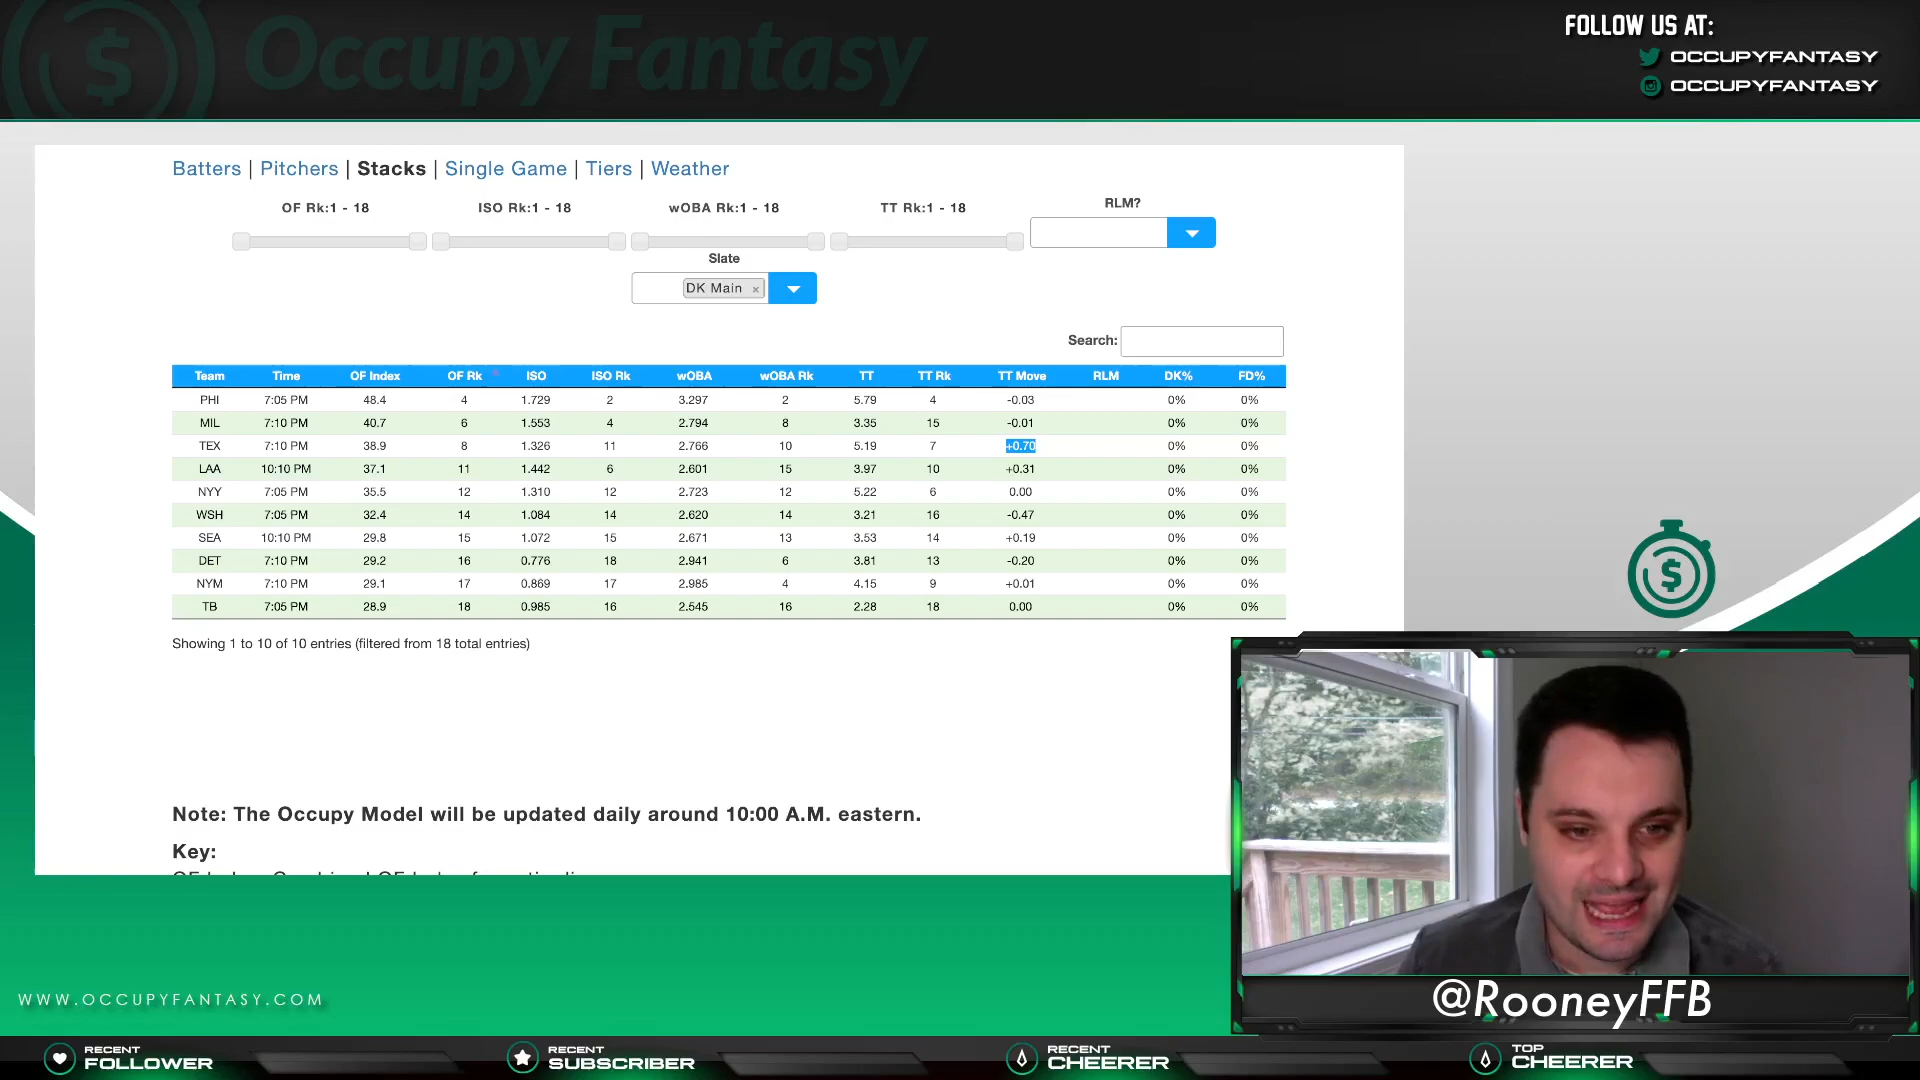 Occupy Fantasy
FOLLOW US AT:
OCCUPYFANTASY
OCCUPYFANTASY
Batters | Pitchers | Stacks | Single Game | Tiers | Weather
OF Rk:1 - 18 ISO Rk:1 - 18 wOBA Rk:1 - 18 TT Rk:1 - 18 RLM?
Slate
DK Main ×
Search:
Team Time OF Index OF Rk ISO ISO Rk wOBA wOBA Rk TT TT Rk TT Move RLM DK% FD%
PHI 7:05 PM 48.4 4 1.729 2 3.297 2 5.79 4 -0.03 0% 0%
MIL 7:10 PM 40.7 6 1.553 4 2.794 8 3.35 15 -0.01 0% 0%
TEX 7:10 PM 38.9 8 1.326 11 2.766 10 5.19 7 +0.70 0% 0%
LAA 10:10 PM 37.1 11 1.442 6 2.601 15 3.97 10 +0.31 0% 0%
NYY 7:05 PM 35.5 12 1.310 12 2.723 12 5.22 6 0.00 0% 0%
WSH 7:05 PM 32.4 14 1.084 14 2.620 14 3.21 16 -0.47 0% 0%
SEA 10:10 PM 29.8 15 1.072 15 2.671 13 3.53 14 +0.19 0% 0%
DET 7:10 PM 29.2 16 0.776 18 2.941 6 3.81 13 -0.20 0% 0%
NYM 7:10 PM 29.1 17 0.869 17 2.985 4 4.15 9 +0.01 0% 0%
TB 7:05 PM 28.9 18 0.985 16 2.545 16 2.28 18 0.00 0% 0%
Showing 1 to 10 of 10 entries (filtered from 18 total entries)
Note: The Occupy Model will be updated daily around 10:00 A.M. eastern.
Key:
@RooneyFFB
WWW.OCCUPYFANTASY.COM
RECENT FOLLOWER
RECENT SUBSCRIBER
RECENT CHEERER
TOP CHEERER